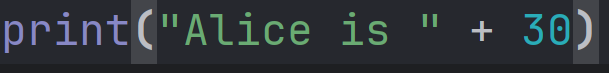 print("Alice is " + 30)